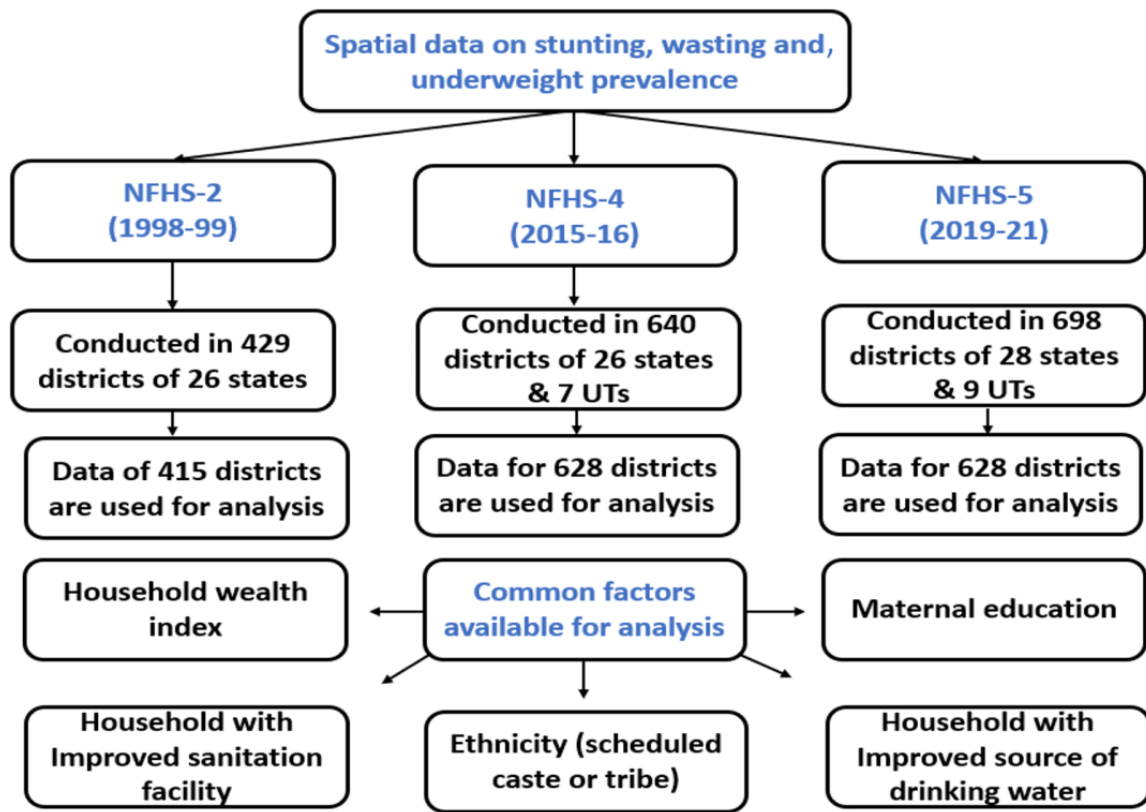 Spatial data on stunting, wasting and,
underweight prevalence
NFHS-2
(1998-99)
NFHS-4
(2015-16)
NFHS-5
(2019-21)
Conducted in 429
districts of 26 states
Conducted in 640
districts of 26 states
& 7 UTs
Conducted in 698
districts of 28 states
& 9 UTs
Data of 415 districts
are used for analysis
Data for 628 districts
are used for analysis
Data for 628 districts
are used for analysis
Household wealth
index
Common factors
available for analysis
Maternal education
Household with
Improved sanitation
facility
Ethnicity (scheduled
caste or tribe)
Household with
Improved source of
drinking water